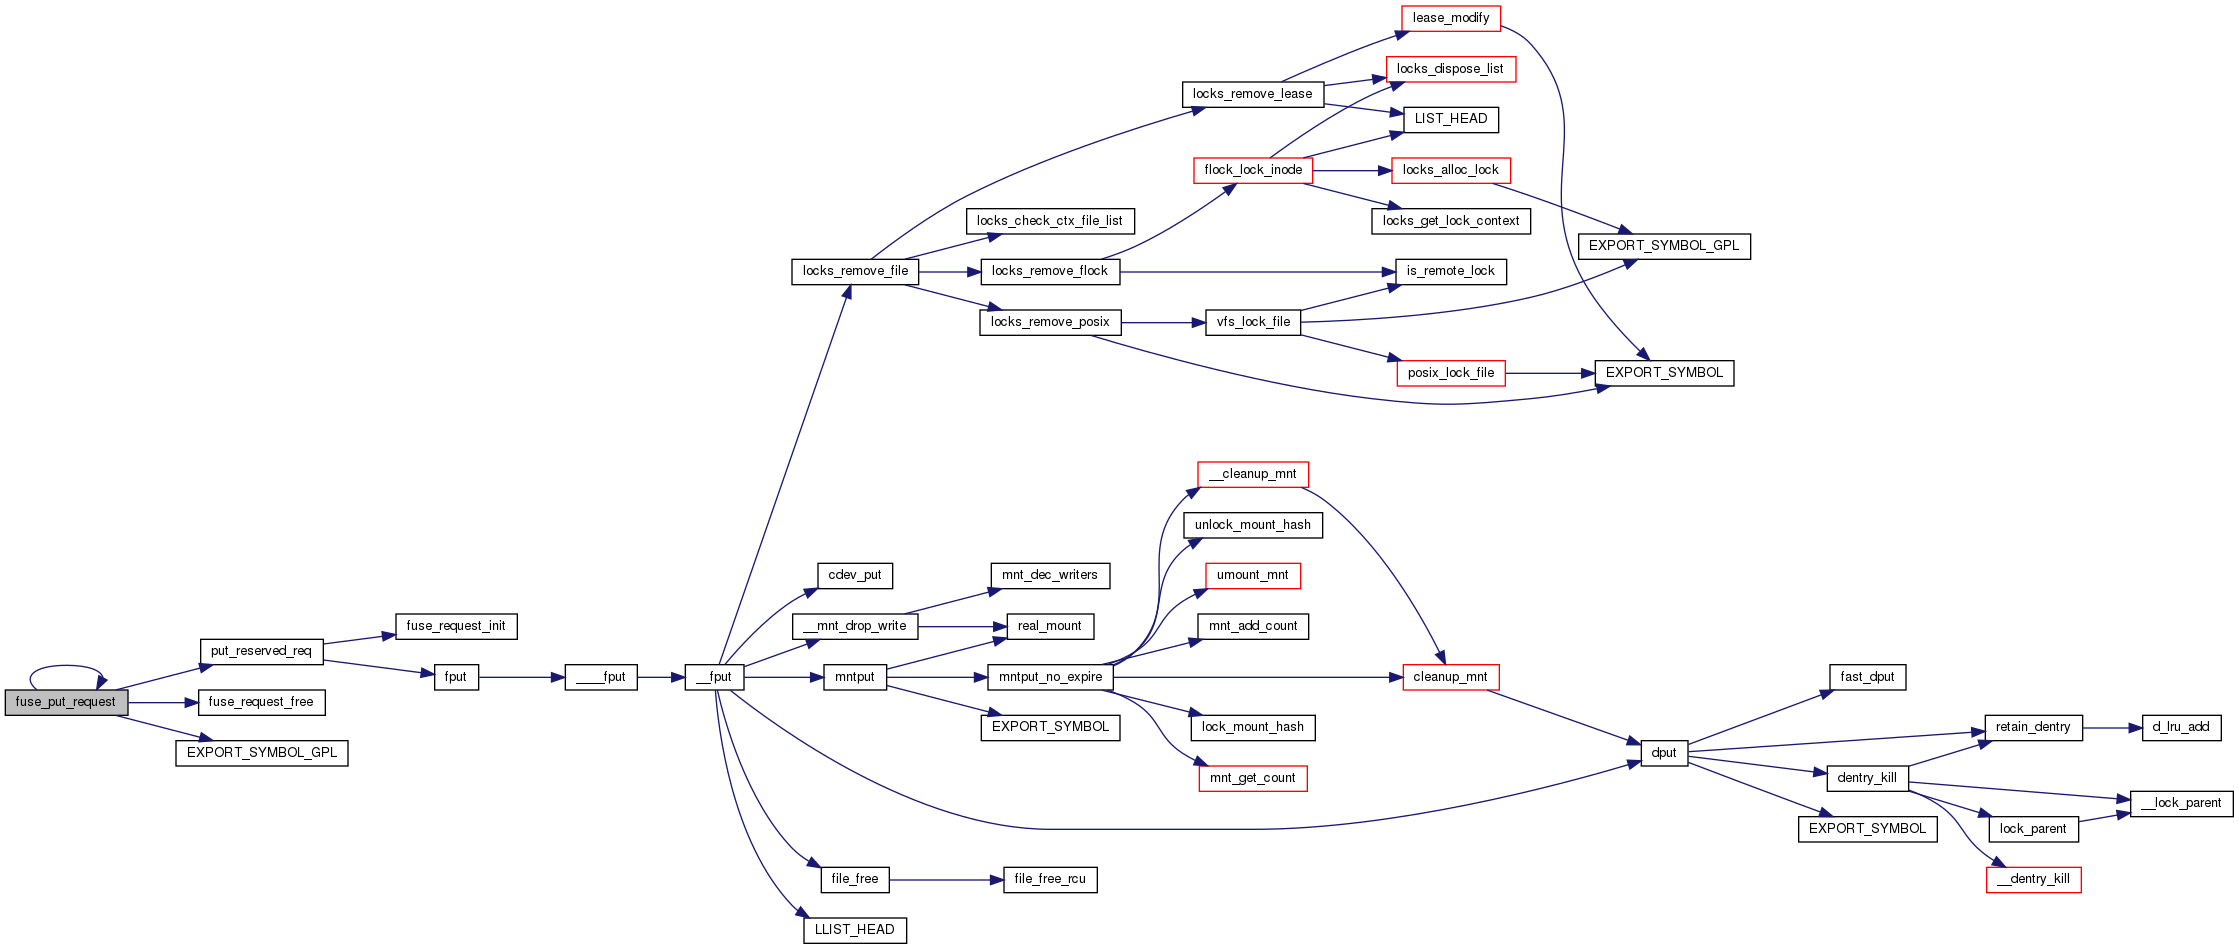 lease_modify
locks_dispose_list
locks_remove_lease
LIST_HEAD
flock_lock_inode
locks_alloc_lock
locks_check_ctx_file_list
locks_get_lock_context
EXPORT_SYMBOL_GPL
locks_remove_file
locks_remove_flock
is_remote_lock
locks_remove_posix
vfs_lock_file
posix_lock_file
EXPORT_SYMBOL
__cleanup_mnt
unlock_mount_hash
cdev_put
mnt_dec_writers
umount_mnt
fuse_request_init
__mnt_drop_write
real_mount
mnt_add_count
put_reserved_req
fput
____fput
__fput
mntput
mntput_no_expire
cleanup_mnt
fast_dput
fuse_put_request
fuse_request_free
EXPORT_SYMBOL
lock_mount_hash
retain_dentry
d_lru_add
EXPORT_SYMBOL_GPL
dput
mnt_get_count
dentry_kill
__lock_parent
EXPORT_SYMBOL
lock_parent
file_free
file_free_rcu
__dentry_kill
LLIST_HEAD